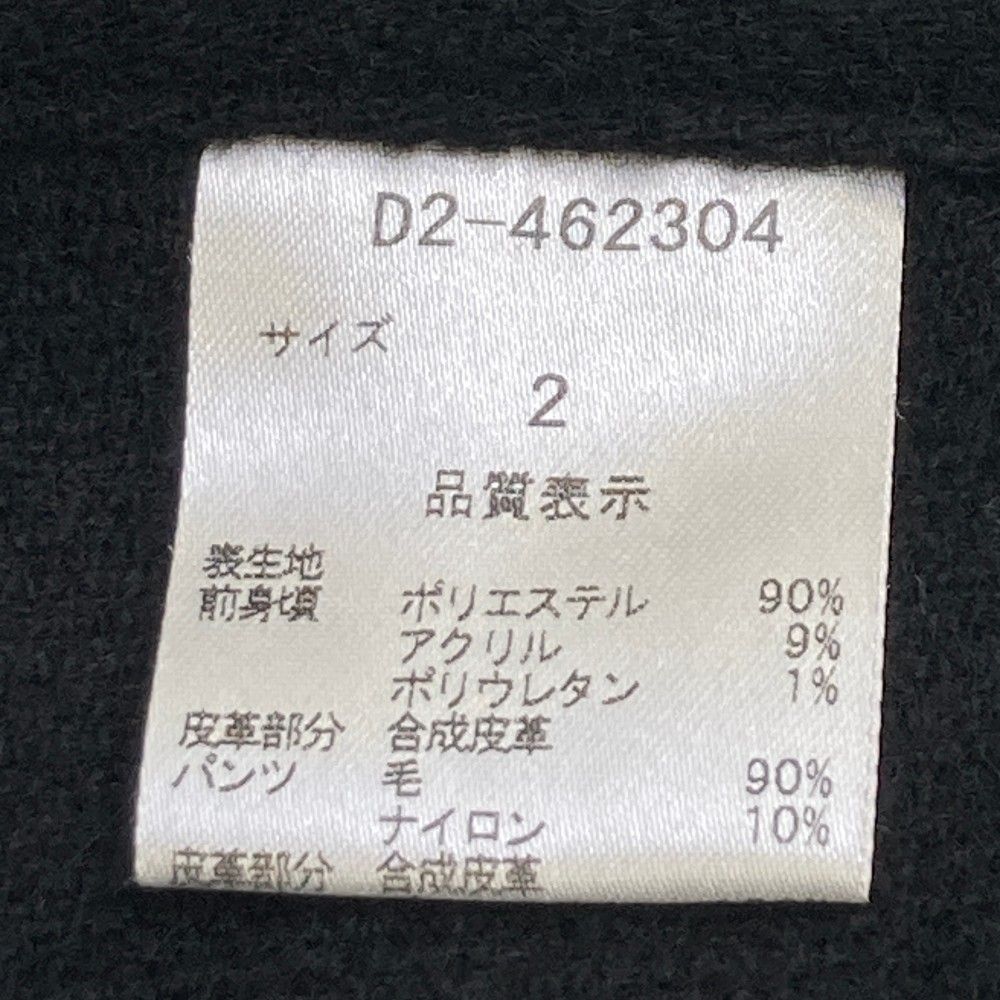 D2-462304
サイズ
2
品質表示
表生地
前身頃 ポリエステル 90%
アクリル 9%
ポリウレタン 1%
皮革部分 合成皮革
パンツ 毛 90%
ナイロン 10%
皮革部分 合成皮革